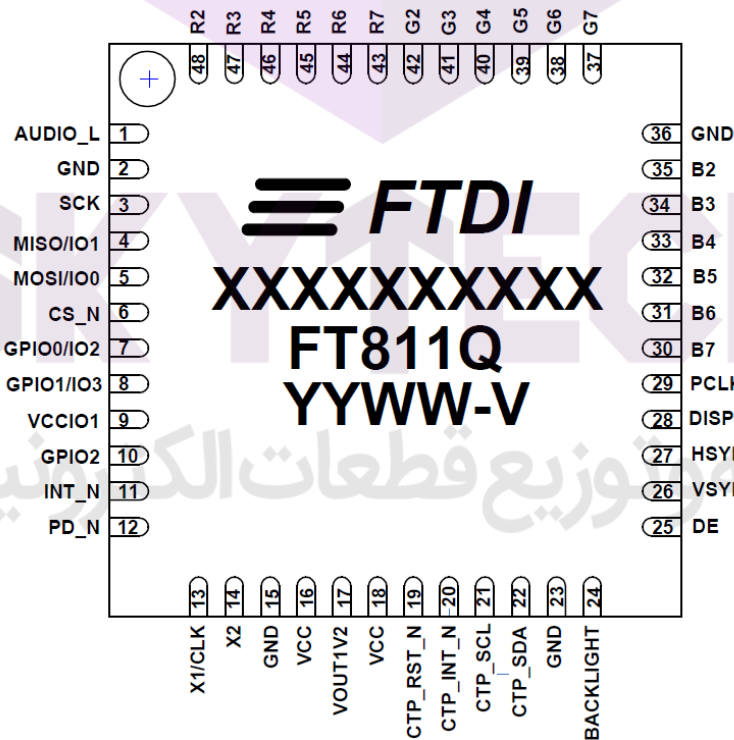 R2 R3 R4 R5 R6 R7 G2 G3 G4 G5 G6 G7
48 47 46 45 44 43 42 41 40 39 38 37
AUDIO_L 1
GND 2
SCK 3
MISO/IO1 4
MOSI/IO0 5
CS_N 6
GPIO0/IO2 7
GPIO1/IO3 8
VCCIO1 9
GPIO2 10
INT_N 11
PD_N 12
FTDI
XXXXXXXXXX
FT811Q
YYWW-V
36 GND
35 B2
34 B3
33 B4
32 B5
31 B6
30 B7
29 PCLK
28 DISP
27
26
25 DE
13 14 15 16 17 18 19 20 21 22 23 24
X1/CLK X2 GND VCC VOUT1V2 VCC CTP_RST_N CTP_INT_N CTP_SCL CTP_SDA GND BACKLIGHT
SKYTECH
توزیع قطعات